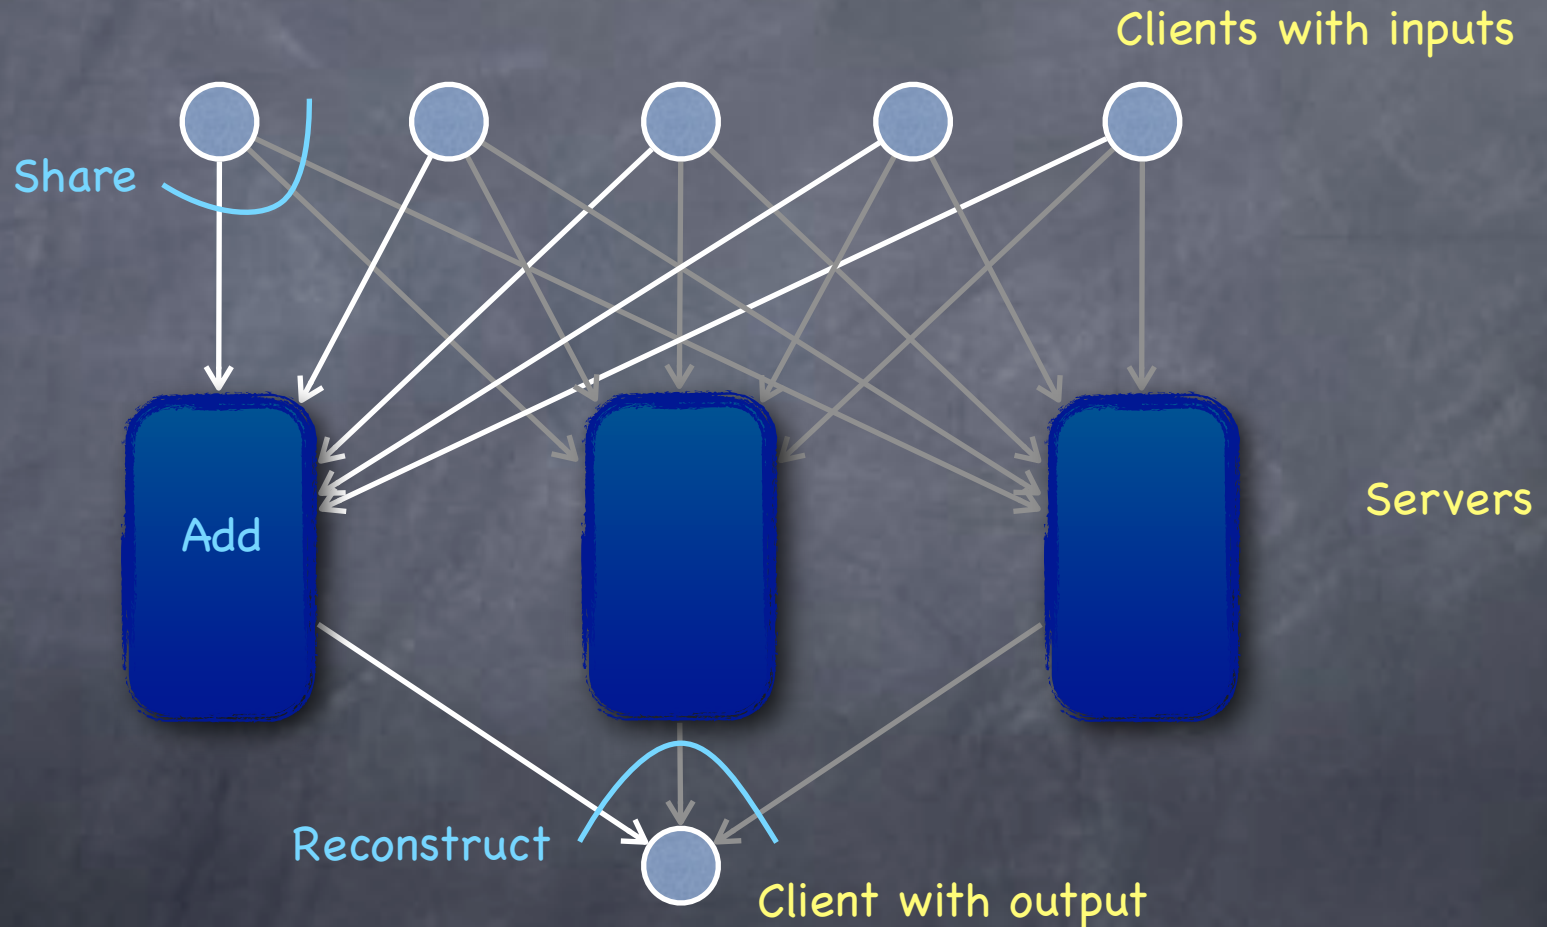 Clients with inputs
Share
Servers
Add
Reconstruct
Client with output